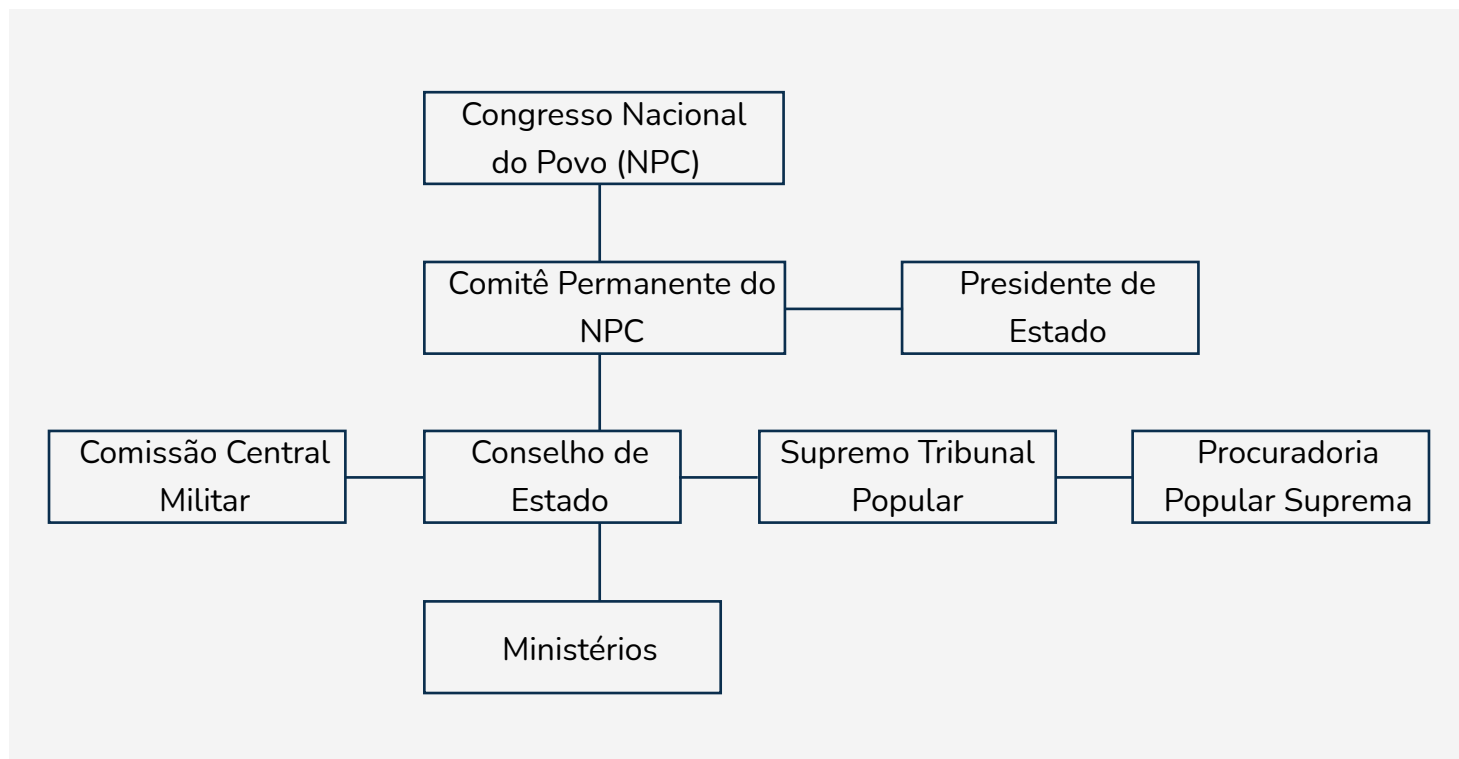 Congresso Nacional
do Povo (NPC)
Comitê Permanente do
NPC
Presidente de
Estado
Comissão Central
Militar
Conselho de
Estado
Supremo Tribunal
Popular
Procuradoria
Popular Suprema
Ministérios